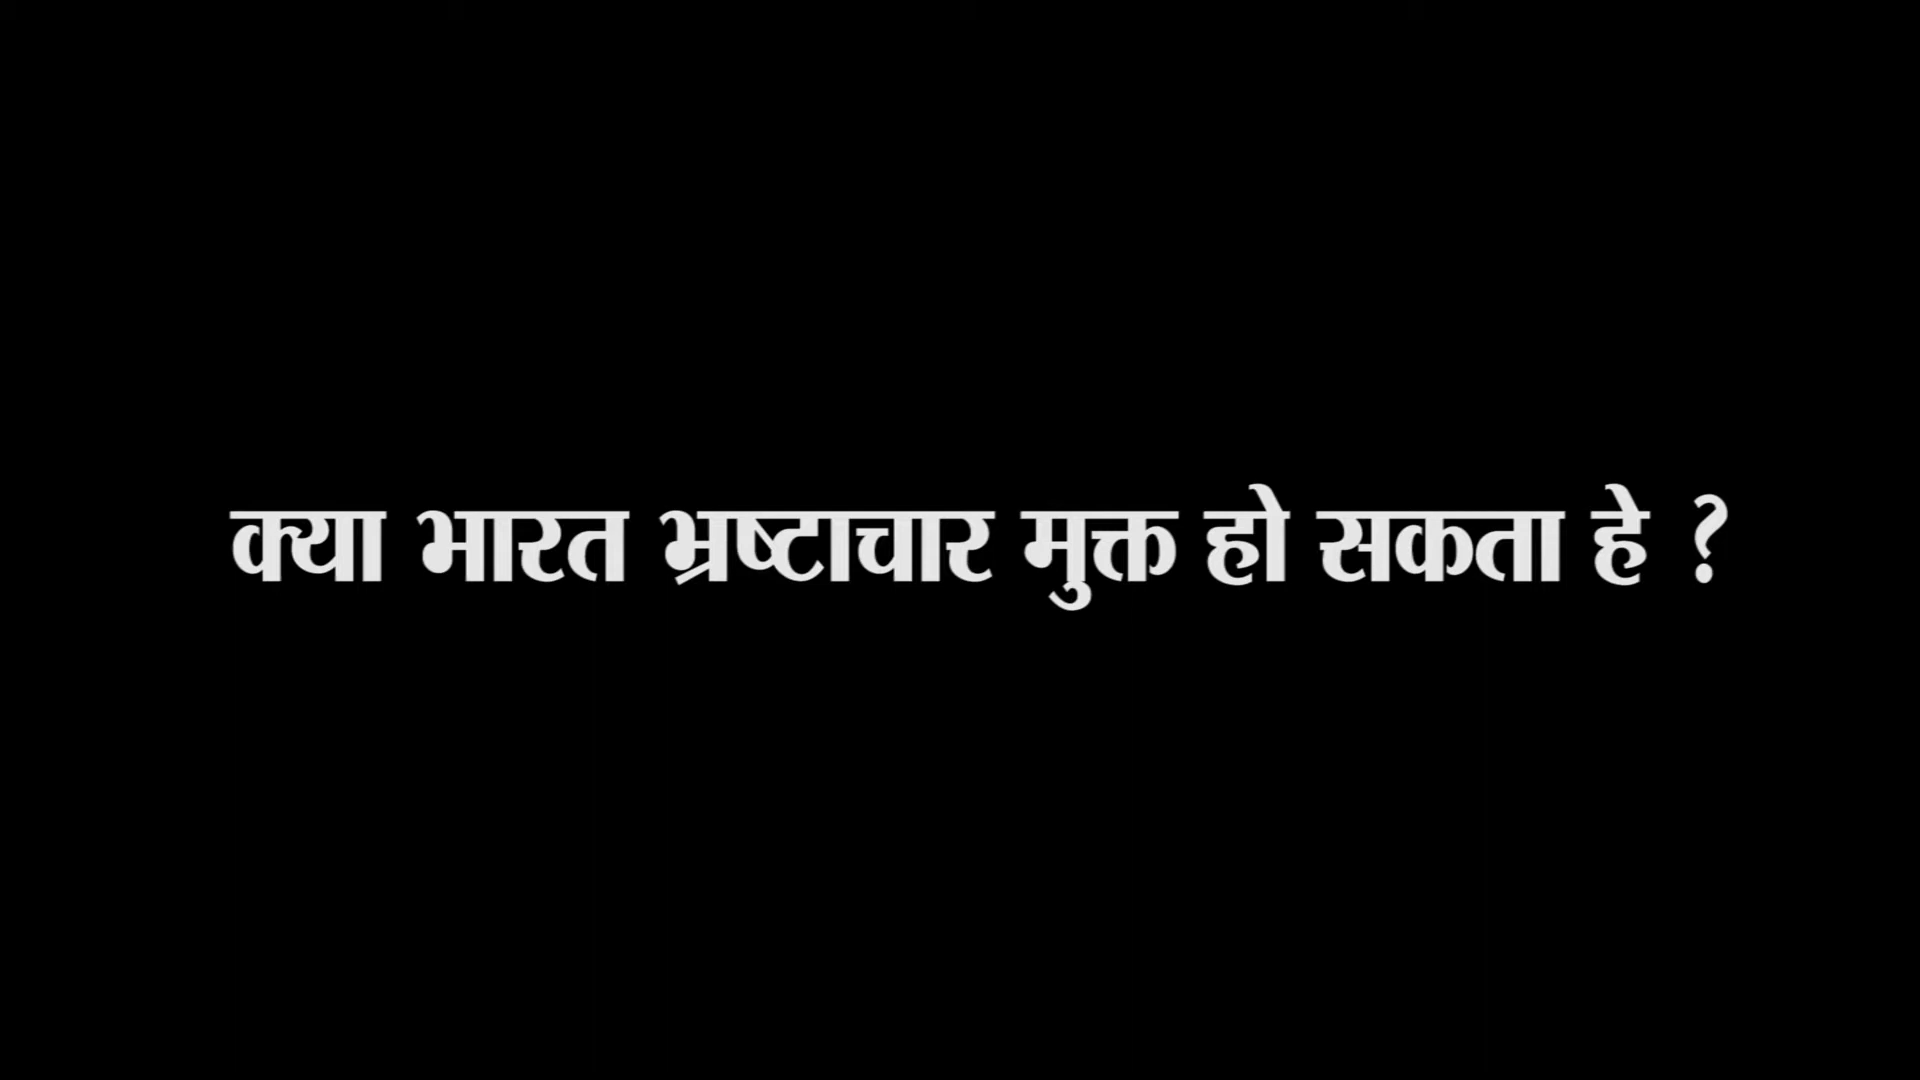 क्या भारत भ्रष्टाचार मुक्त हो सकता हे ?